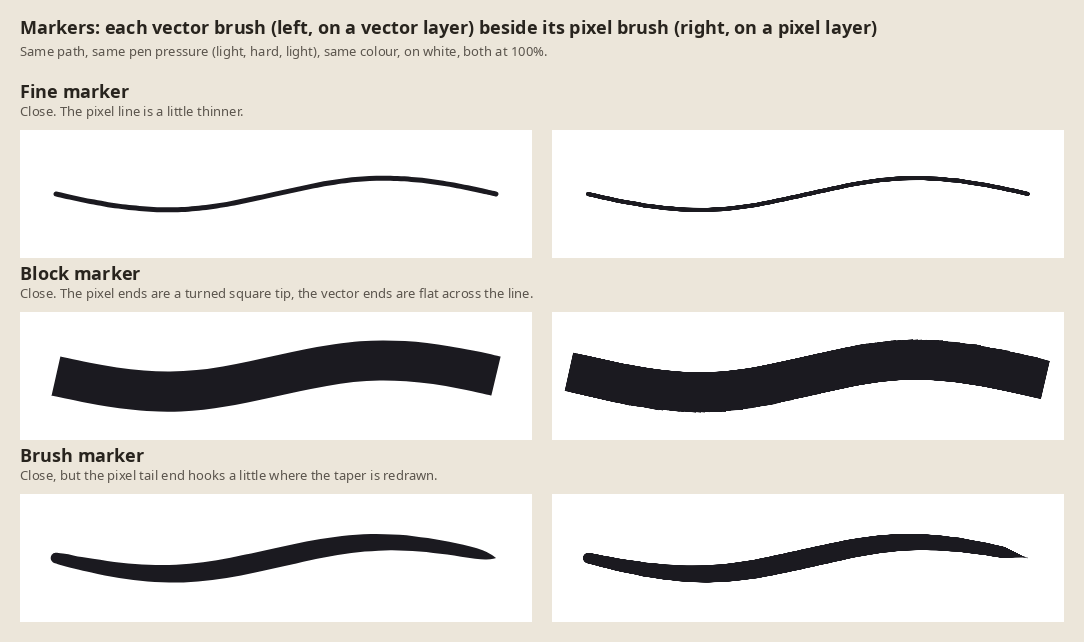 Markers: each vector brush (left, on a vector layer) beside its pixel brush (right, on a pixel layer)
Same path, same pen pressure (light, hard, light), same colour, on white, both at 100%.
Fine marker
Close. The pixel line is a little thinner.
Block marker
Close. The pixel ends are a turned square tip, the vector ends are flat across the line.
Brush marker
Close, but the pixel tail end hooks a little where the taper is redrawn.